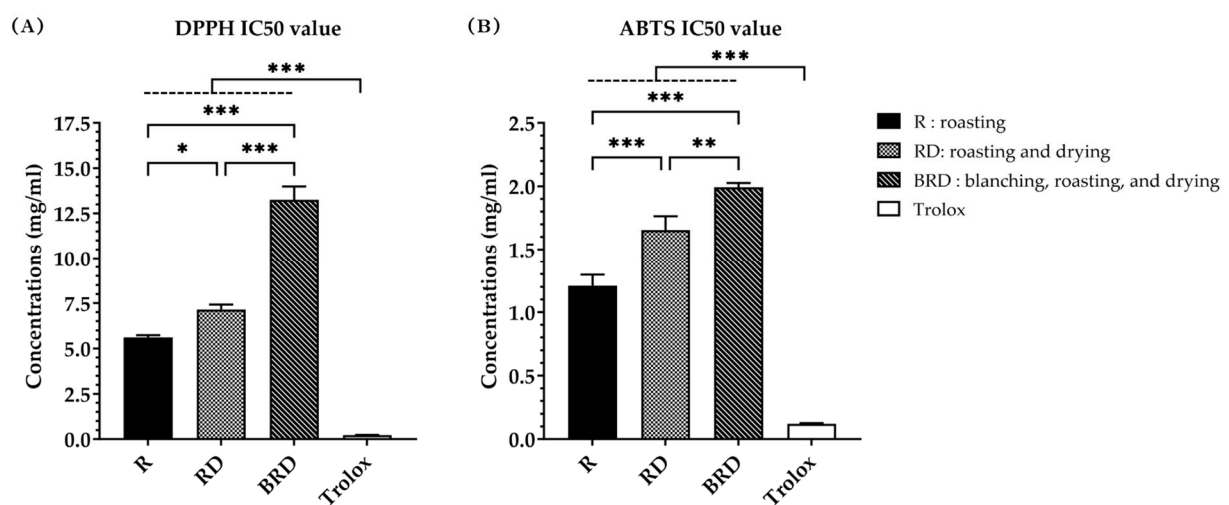 (A) DPPH IC50 value
***
***
* ***
Concentrations (mg/ml)
17.5
15.0
12.5
10.0
7.5
5.0
2.5
0.0
R RD BRD Trolox
(B) ABTS IC50 value
***
***
*** **
Concentrations (mg/ml)
2.5
2.0
1.5
1.0
0.5
0.0
R RD BRD Trolox
R : roasting
RD: roasting and drying
BRD : blanching, roasting, and drying
Trolox